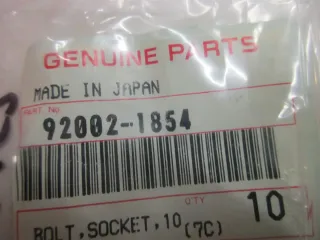 GENUINE PARTS
MADE IN JAPAN
PART NO.
92002-1854
QTY
10
BOLT,SOCKET,10 (7C)